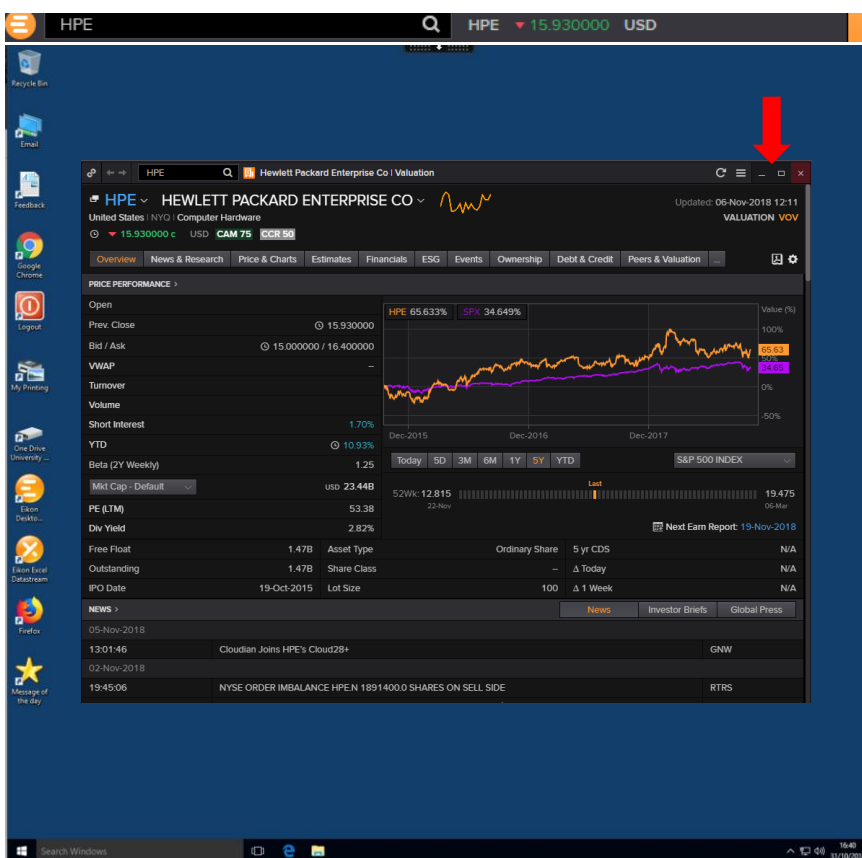 HPE HPE ▼ 15.930000 USD
Recycle Bin
Email
Feedback
Google
Chrome
Logout
My Printing
One Drive
University ...
Eikon
Deskto...
Eikon Excel
Datastream
Firefox
Message of
the day
HPE Hewlett Packard Enterprise Co | Valuation
HPE HEWLETT PACKARD ENTERPRISE CO Updated: 06-Nov-2018 12:11
United States | NYQ | Computer Hardware VALUATION VOV
▼ 15.930000 c USD CAM 75 CCR 50
Overview News & Research Price & Charts Estimates Financials ESG Events Ownership Debt & Credit Peers & Valuation ...
PRICE PERFORMANCE >
Open
Prev. Close 15.930000
Bid / Ask 15.000000 / 16.400000
VWAP --
Turnover
Volume
Short Interest 1.70%
YTD 10.93%
Beta (2Y Weekly) 1.25
Mkt Cap - Default USD 23.44B
PE (LTM) 53.38
Div Yield 2.82%
HPE 65.633% SPX 34.649% Value (%)
100%
65.63
50%
34.65
0%
-50%
Dec-2015 Dec-2016 Dec-2017
Today 5D 3M 6M 1Y 5Y YTD S&P 500 INDEX
Last
52Wk: 12.815 19.475
22-Nov 06-Mar
Next Earn Report: 19-Nov-2018
Free Float 1.47B Asset Type Ordinary Share 5 yr CDS N/A
Outstanding 1.47B Share Class -- Δ Today N/A
IPO Date 19-Oct-2015 Lot Size 100 Δ 1 Week N/A
NEWS > News Investor Briefs Global Press
05-Nov-2018
13:01:46 Cloudian Joins HPE's Cloud28+ GNW
02-Nov-2018
19:45:06 NYSE ORDER IMBALANCE HPE.N 1891400.0 SHARES ON SELL SIDE RTRS
Search Windows 16:40